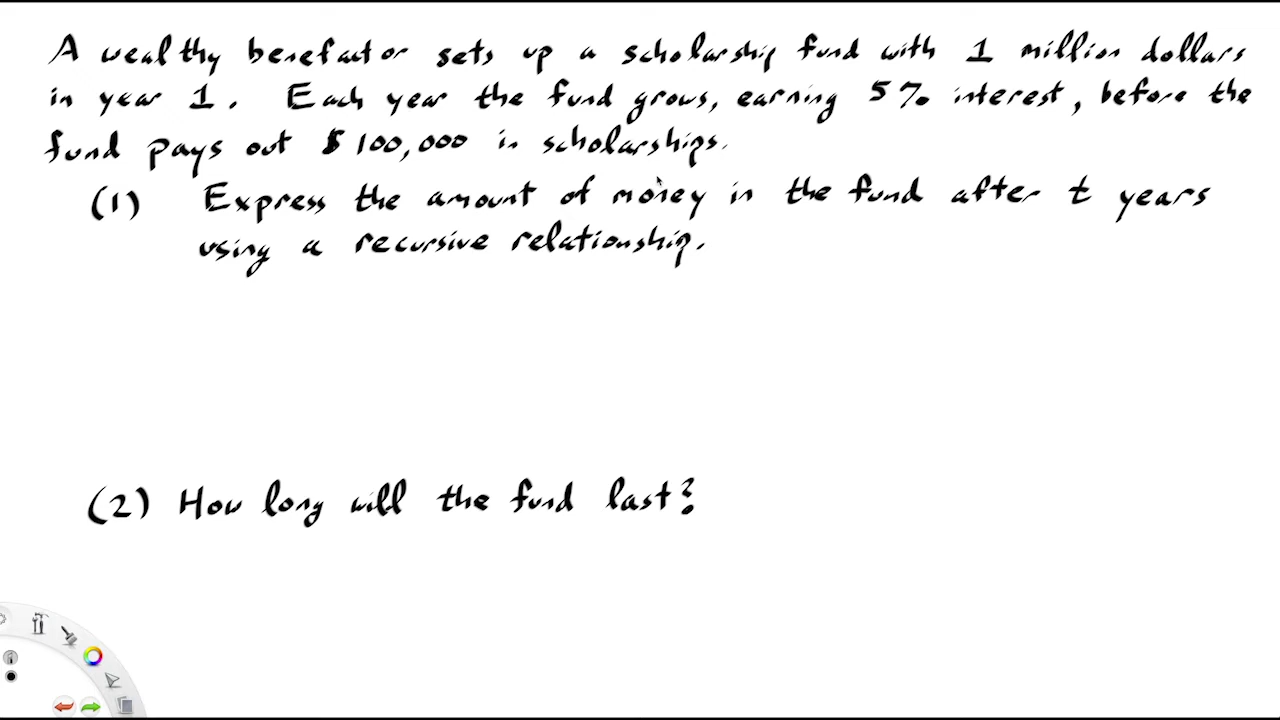 A wealthy benefactor sets up a scholarship fund with 1 million dollars
in year 1. Each year the fund grows, earning 5% interest, before the
fund pays out $100,000 in scholarships.
(1) Express the amount of money in the fund after t years
using a recursive relationship.
(2) How long will the fund last?